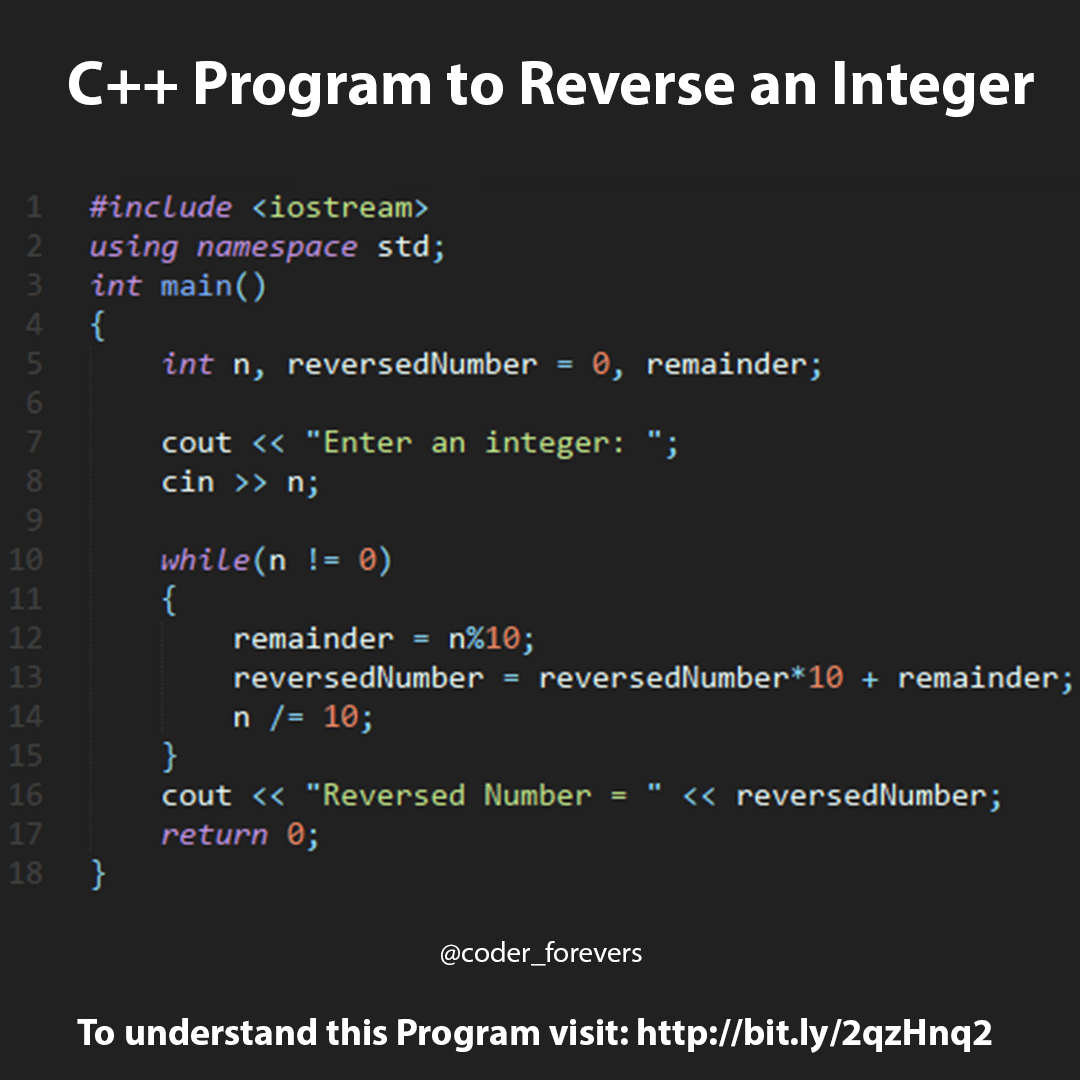 C++ Program to Reverse an Integer
1 #include <iostream>
2 using namespace std;
3 int main()
4 {
5     int n, reversedNumber = 0, remainder;
6
7     cout << "Enter an integer: ";
8     cin >> n;
9
10     while(n != 0)
11     {
12         remainder = n%10;
13         reversedNumber = reversedNumber*10 + remainder;
14         n /= 10;
15     }
16     cout << "Reversed Number = " << reversedNumber;
17     return 0;
18 }
@coder_forevers
To understand this Program visit: http://bit.ly/2qzHnq2